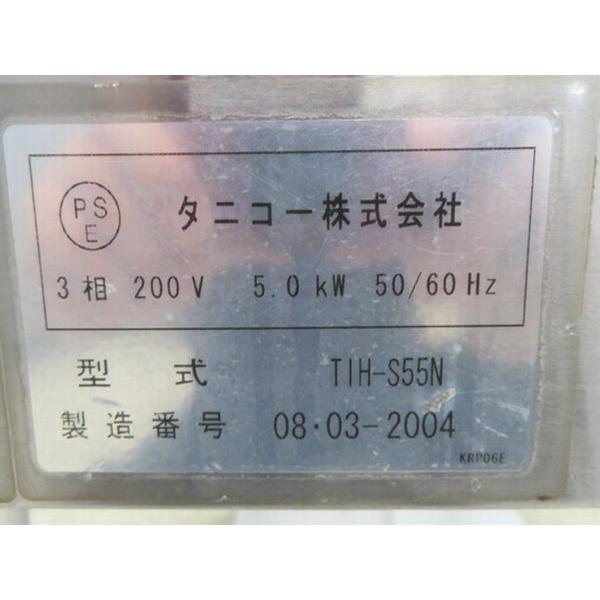 PS
E
タニコー株式会社
3相 200V 5.0kW 50/60Hz
型式 TIH-S55N
製造番号 08・03-2004
KRP06E